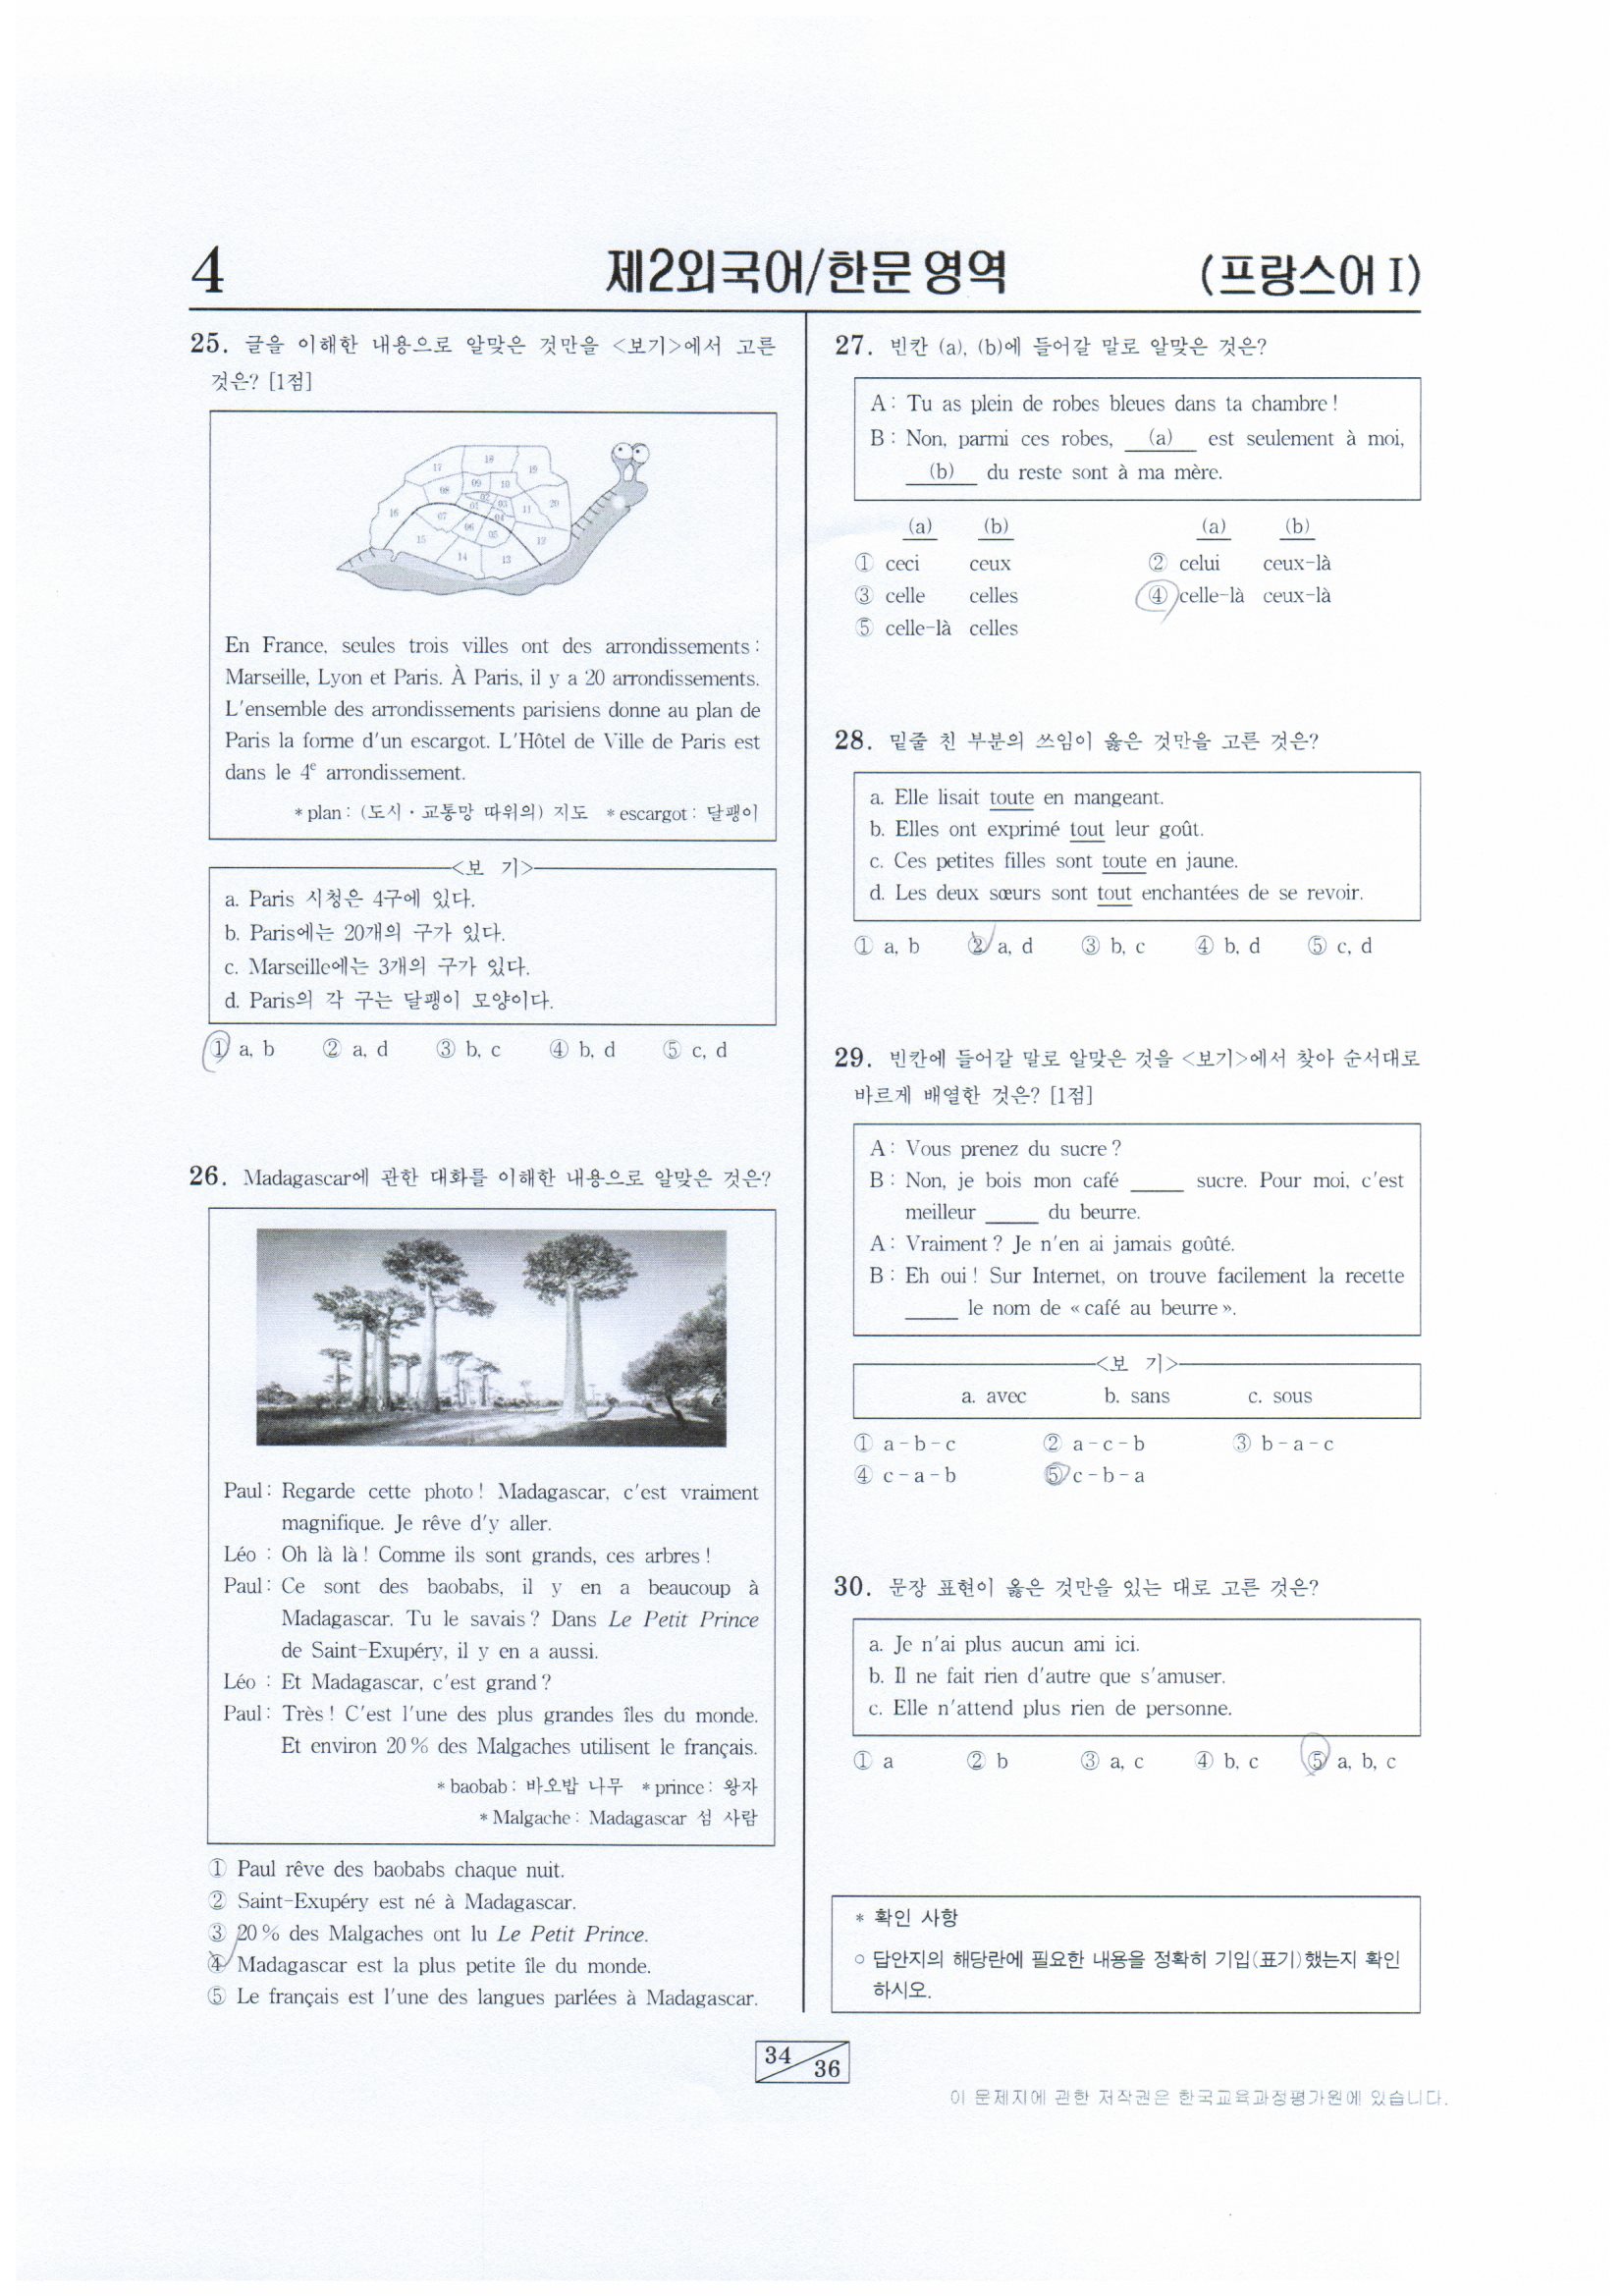 4
제2외국어/한문 영역
(프랑스어 I)
25. 글을 이해한 내용으로 알맞은 것만을 <보기>에서 고른
것은? [1점]
17 18 19
08 09 10
16 07 01 02 03 11 20
06 04
15 05 12
14 13
En France, seules trois villes ont des arrondissements :
Marseille, Lyon et Paris. À Paris, il y a 20 arrondissements.
L'ensemble des arrondissements parisiens donne au plan de
Paris la forme d'un escargot. L'Hôtel de Ville de Paris est
dans le 4e arrondissement.
* plan : (도시・교통망 따위의) 지도 * escargot : 달팽이
<보 기>
a. Paris 시청은 4구에 있다.
b. Paris에는 20개의 구가 있다.
c. Marseille에는 3개의 구가 있다.
d. Paris의 각 구는 달팽이 모양이다.
① a, b ② a, d ③ b, c ④ b, d ⑤ c, d
26. Madagascar에 관한 대화를 이해한 내용으로 알맞은 것은?
Paul : Regarde cette photo ! Madagascar, c'est vraiment
magnifique. Je rêve d'y aller.
Léo : Oh là là ! Comme ils sont grands, ces arbres !
Paul : Ce sont des baobabs, il y en a beaucoup à
Madagascar. Tu le savais ? Dans Le Petit Prince
de Saint-Exupéry, il y en a aussi.
Léo : Et Madagascar, c'est grand ?
Paul : Très ! C'est l'une des plus grandes îles du monde.
Et environ 20 % des Malgaches utilisent le français.
* baobab : 바오밥 나무 * prince : 왕자
* Malgache : Madagascar 섬 사람
① Paul rêve des baobabs chaque nuit.
② Saint-Exupéry est né à Madagascar.
③ 20 % des Malgaches ont lu Le Petit Prince.
④ Madagascar est la plus petite île du monde.
⑤ Le français est l'une des langues parlées à Madagascar.
27. 빈칸 (a), (b)에 들어갈 말로 알맞은 것은?
A : Tu as plein de robes bleues dans ta chambre !
B : Non, parmi ces robes, (a) est seulement à moi,
(b) du reste sont à ma mère.
(a) (b) (a) (b)
① ceci ceux ② celui ceux-là
③ celle celles ④ celle-là ceux-là
⑤ celle-là celles
28. 밑줄 친 부분의 쓰임이 옳은 것만을 고른 것은?
a. Elle lisait toute en mangeant.
b. Elles ont exprimé tout leur goût.
c. Ces petites filles sont toute en jaune.
d. Les deux sœurs sont tout enchantées de se revoir.
① a, b ② a, d ③ b, c ④ b, d ⑤ c, d
29. 빈칸에 들어갈 말로 알맞은 것을 <보기>에서 찾아 순서대로
바르게 배열한 것은? [1점]
A : Vous prenez du sucre ?
B : Non, je bois mon café ____ sucre. Pour moi, c'est
meilleur ____ du beurre.
A : Vraiment ? Je n'en ai jamais goûté.
B : Eh oui ! Sur Internet, on trouve facilement la recette
____ le nom de « café au beurre ».
<보 기>
a. avec b. sans c. sous
① a - b - c ② a - c - b ③ b - a - c
④ c - a - b ⑤ c - b - a
30. 문장 표현이 옳은 것만을 있는 대로 고른 것은?
a. Je n'ai plus aucun ami ici.
b. Il ne fait rien d'autre que s'amuser.
c. Elle n'attend plus rien de personne.
① a ② b ③ a, c ④ b, c ⑤ a, b, c
* 확인 사항
○ 답안지의 해당란에 필요한 내용을 정확히 기입(표기)했는지 확인
하시오.
34 36
이 문제지에 관한 저작권은 한국교육과정평가원에 있습니다.